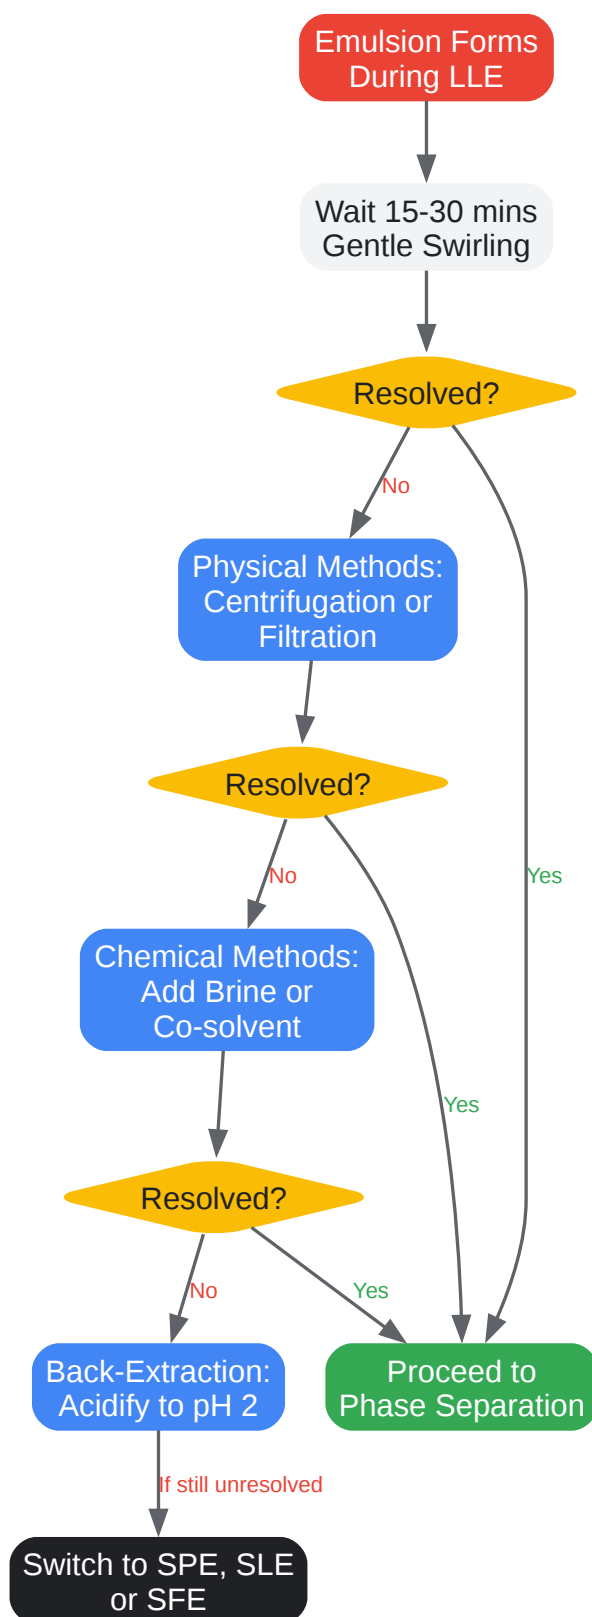 Emulsion Forms
During LLE
Wait 15-30 mins
Gentle Swirling
Resolved?
No
Physical Methods:
Centrifugation or
Filtration
Resolved?
No
Yes
Chemical Methods:
Add Brine or
Co-solvent
Yes
Resolved?
No
Yes
Back-Extraction:
Acidify to pH 2
Proceed to
Phase Separation
If still unresolved
Switch to SPE, SLE
or SFE